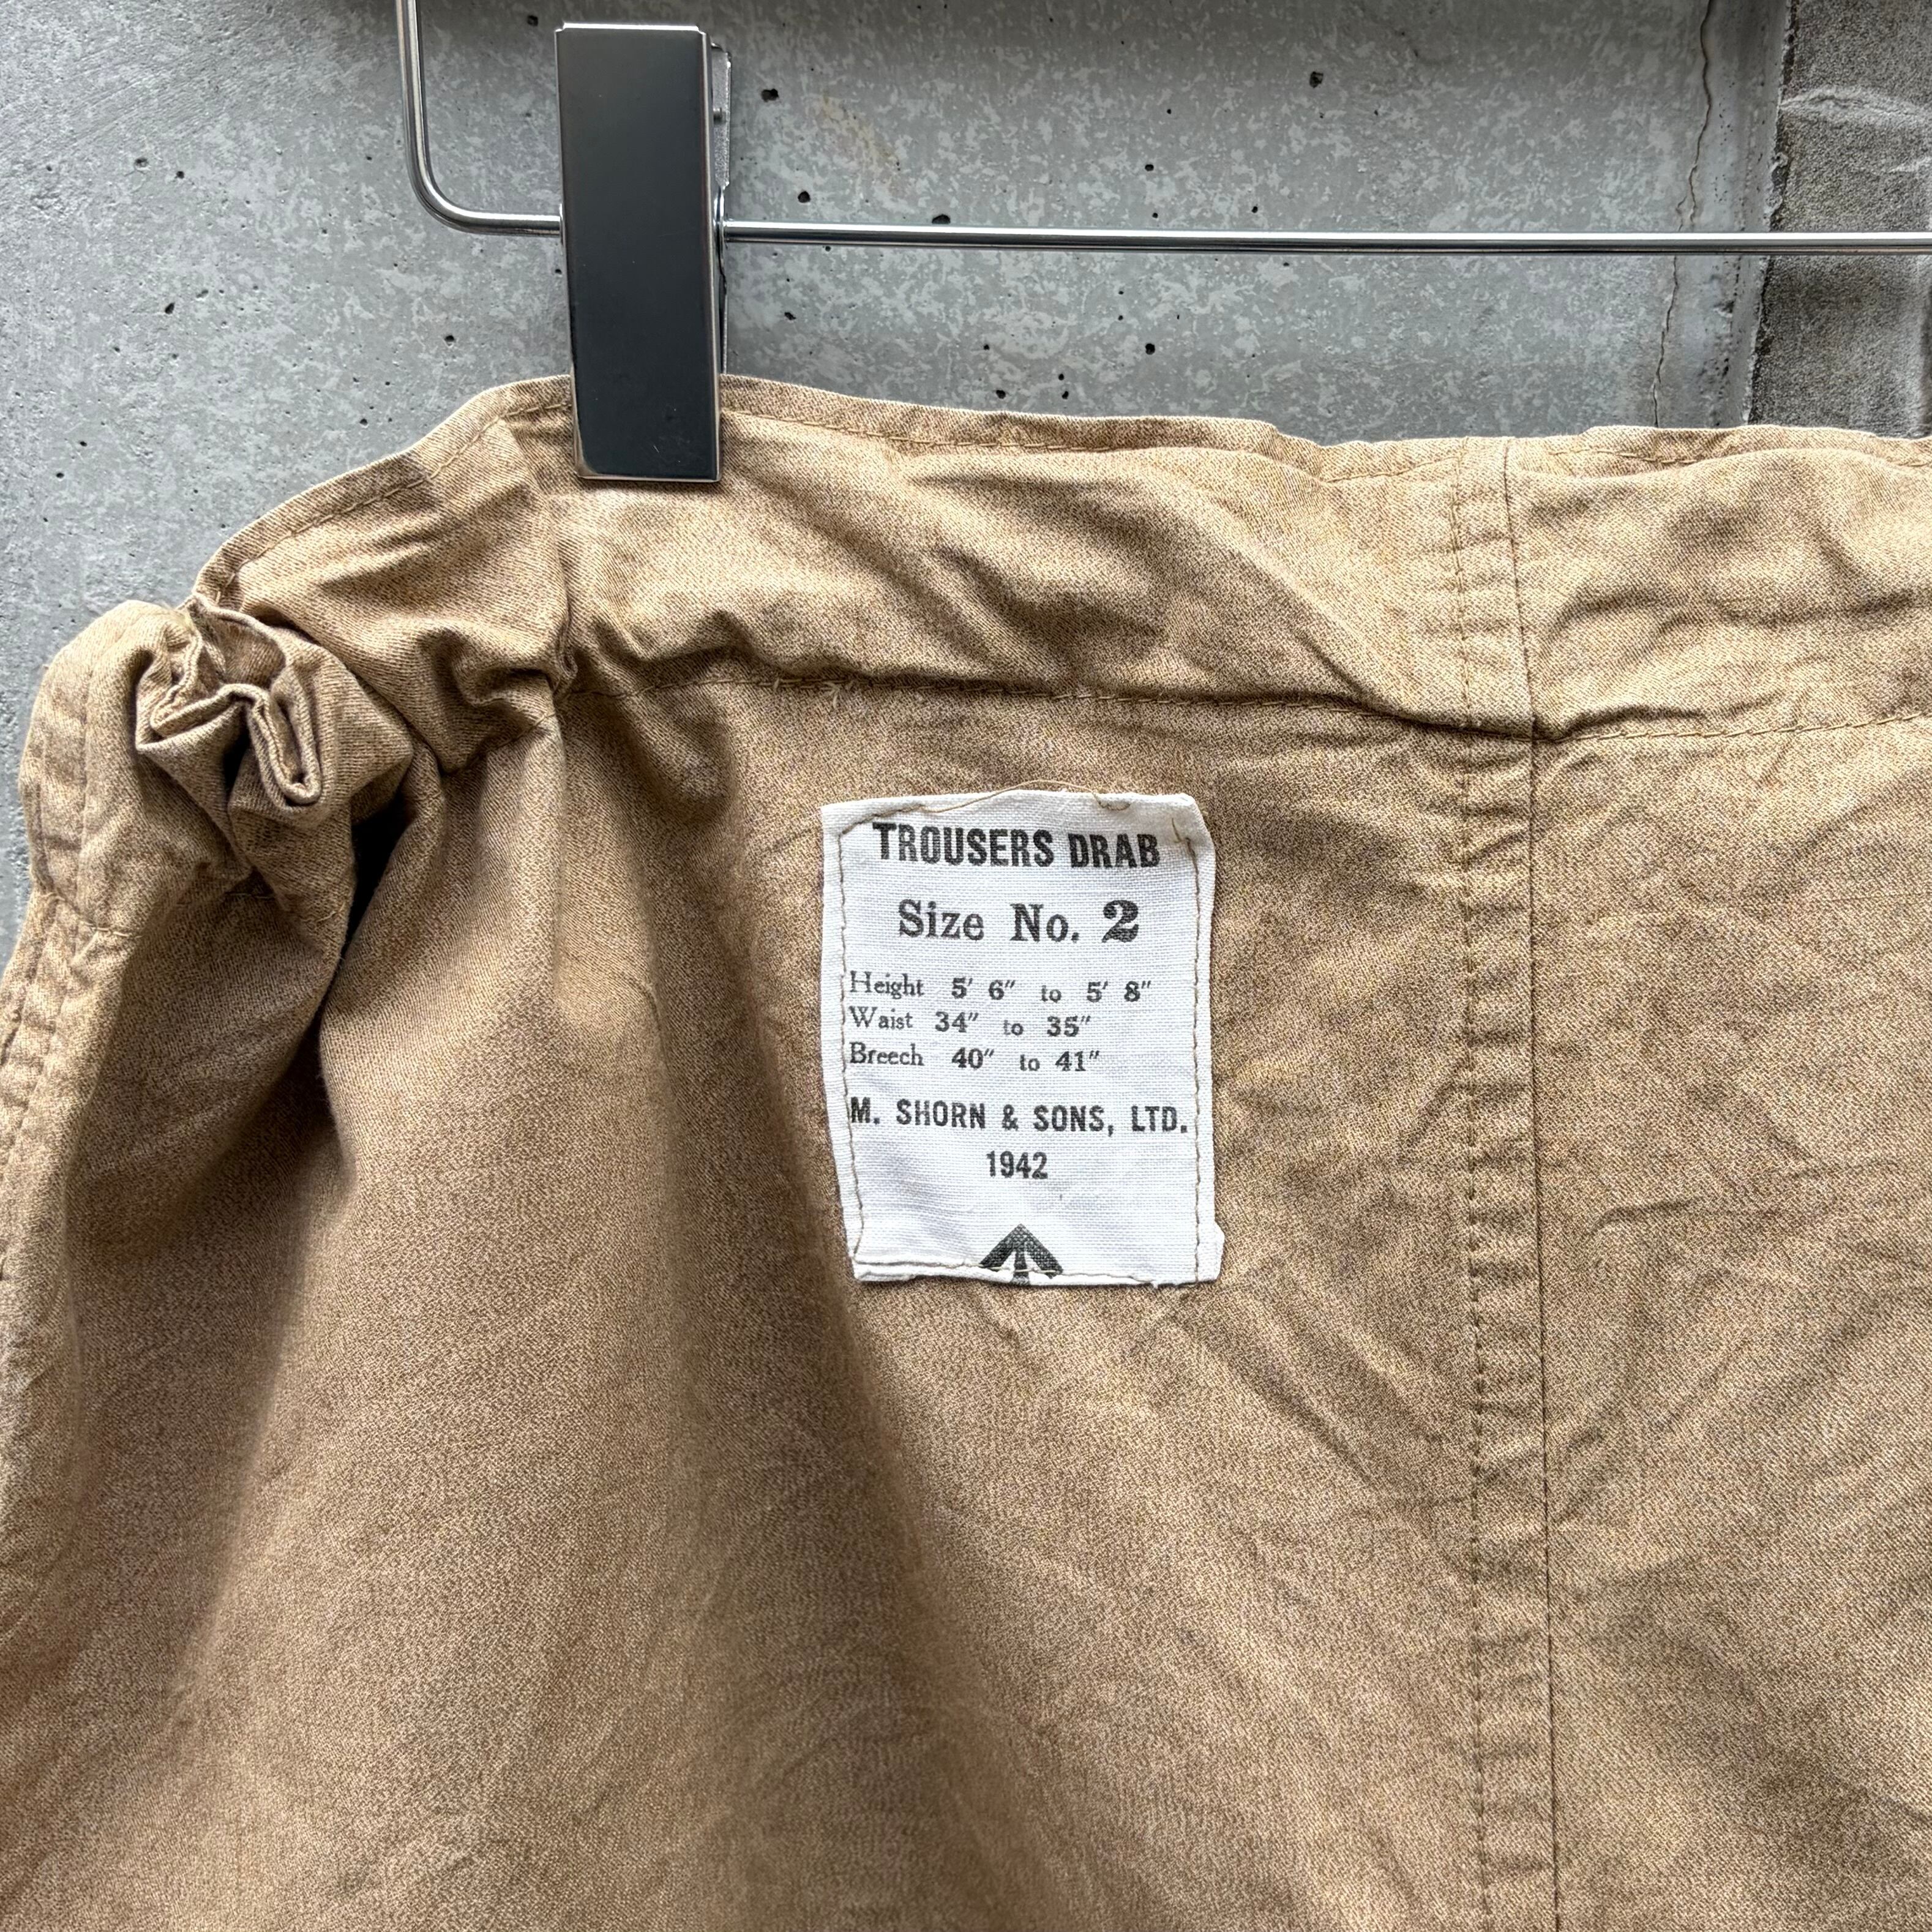 TROUSERS DRAB
Size No. 2
Height 5' 6" to 5' 8"
Waist 34" to 35"
Breech 40" to 41"
M. SHORN & SONS, LTD.
1942